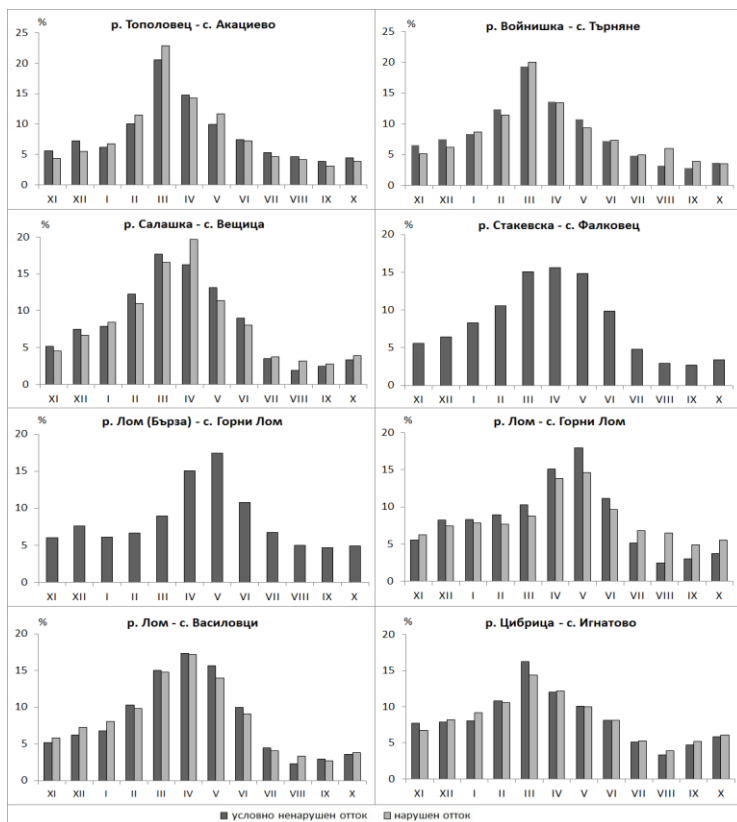 %
р. Тополовец - с. Акациево
25
20
15
10
5
0
XI XII I II III IV V VI VII VIII IX X
%
р. Войнишка - с. Търняне
25
20
15
10
5
0
XI XII I II III IV V VI VII VIII IX X
%
р. Салашка - с. Вещица
20
15
10
5
0
XI XII I II III IV V VI VII VIII IX X
%
р. Стакевска - с. Фалковец
20
15
10
5
0
XI XII I II III IV V VI VII VIII IX X
%
р. Лом (Бърза) - с. Горни Лом
20
15
10
5
0
XI XII I II III IV V VI VII VIII IX X
%
р. Лом - с. Горни Лом
20
15
10
5
0
XI XII I II III IV V VI VII VIII IX X
%
р. Лом - с. Василовци
20
15
10
5
0
XI XII I II III IV V VI VII VIII IX X
%
р. Цибрица - с. Игнатово
20
15
10
5
0
XI XII I II III IV V VI VII VIII IX X
условно ненарушен отток нарушен отток